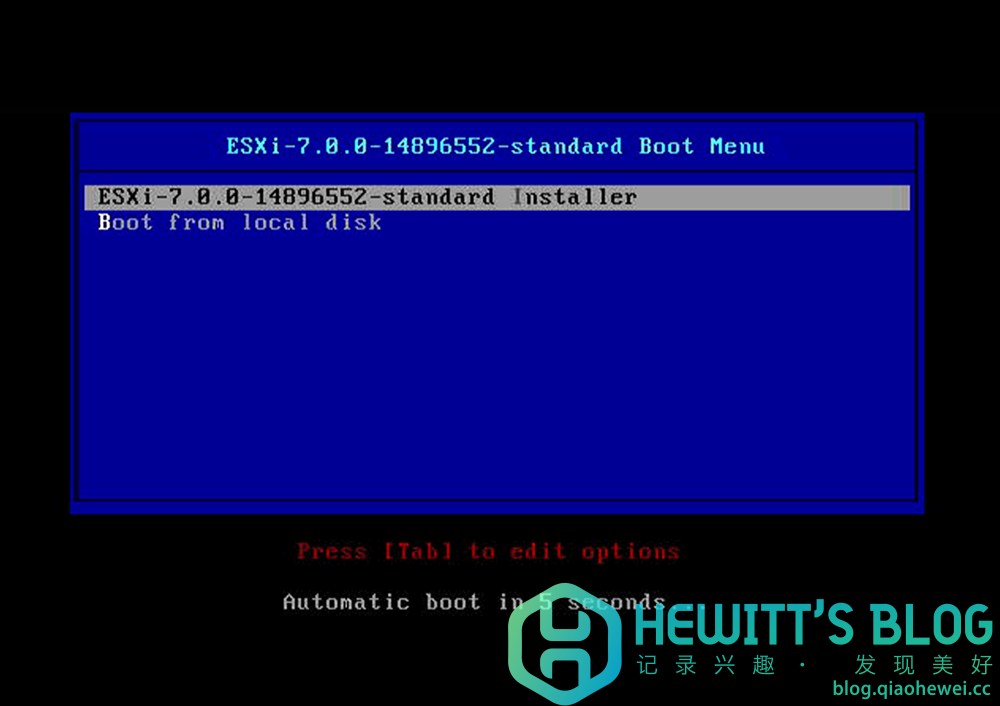 ESXi-7.0.0-14896552-standard Boot Menu
ESXi-7.0.0-14896552-standard Installer
Boot from local disk
Press [Tab] to edit options
Automatic boot in 5 seconds...
HEWITT'S BLOG
记录兴趣 · 发现美好
blog.qiaohewei.cc